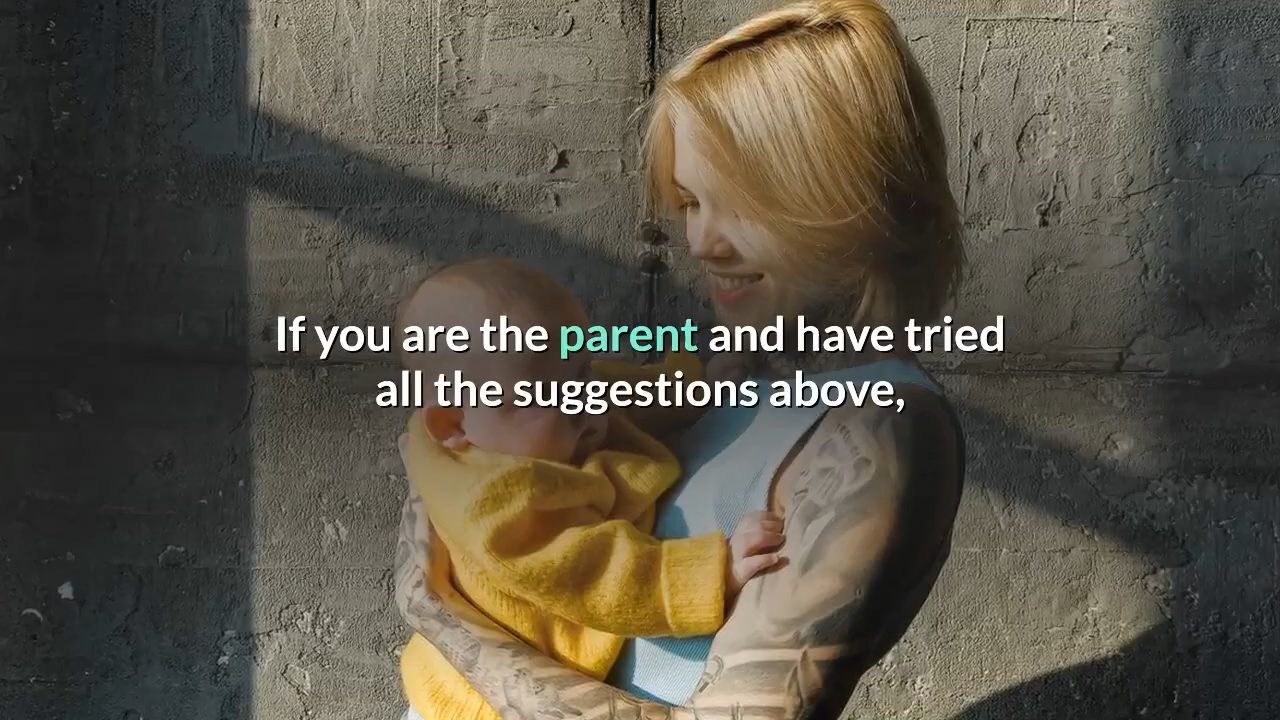 If you are the parent and have tried
all the suggestions above,